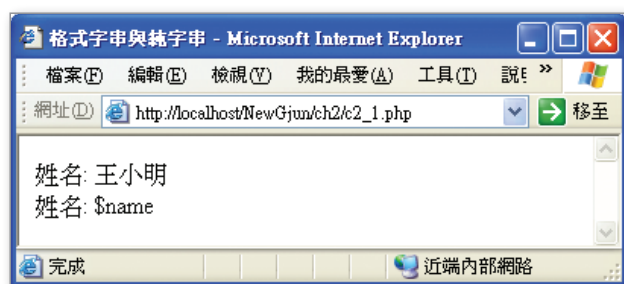 格式字串與純字串 - Microsoft Internet Explorer
檔案(F) 編輯(E) 檢視(V) 我的最愛(A) 工具(T) 說 »
網址(D) http://localhost/NewGjun/ch2/c2_1.php 移至
姓名: 王小明
姓名: $name
完成 近端內部網路